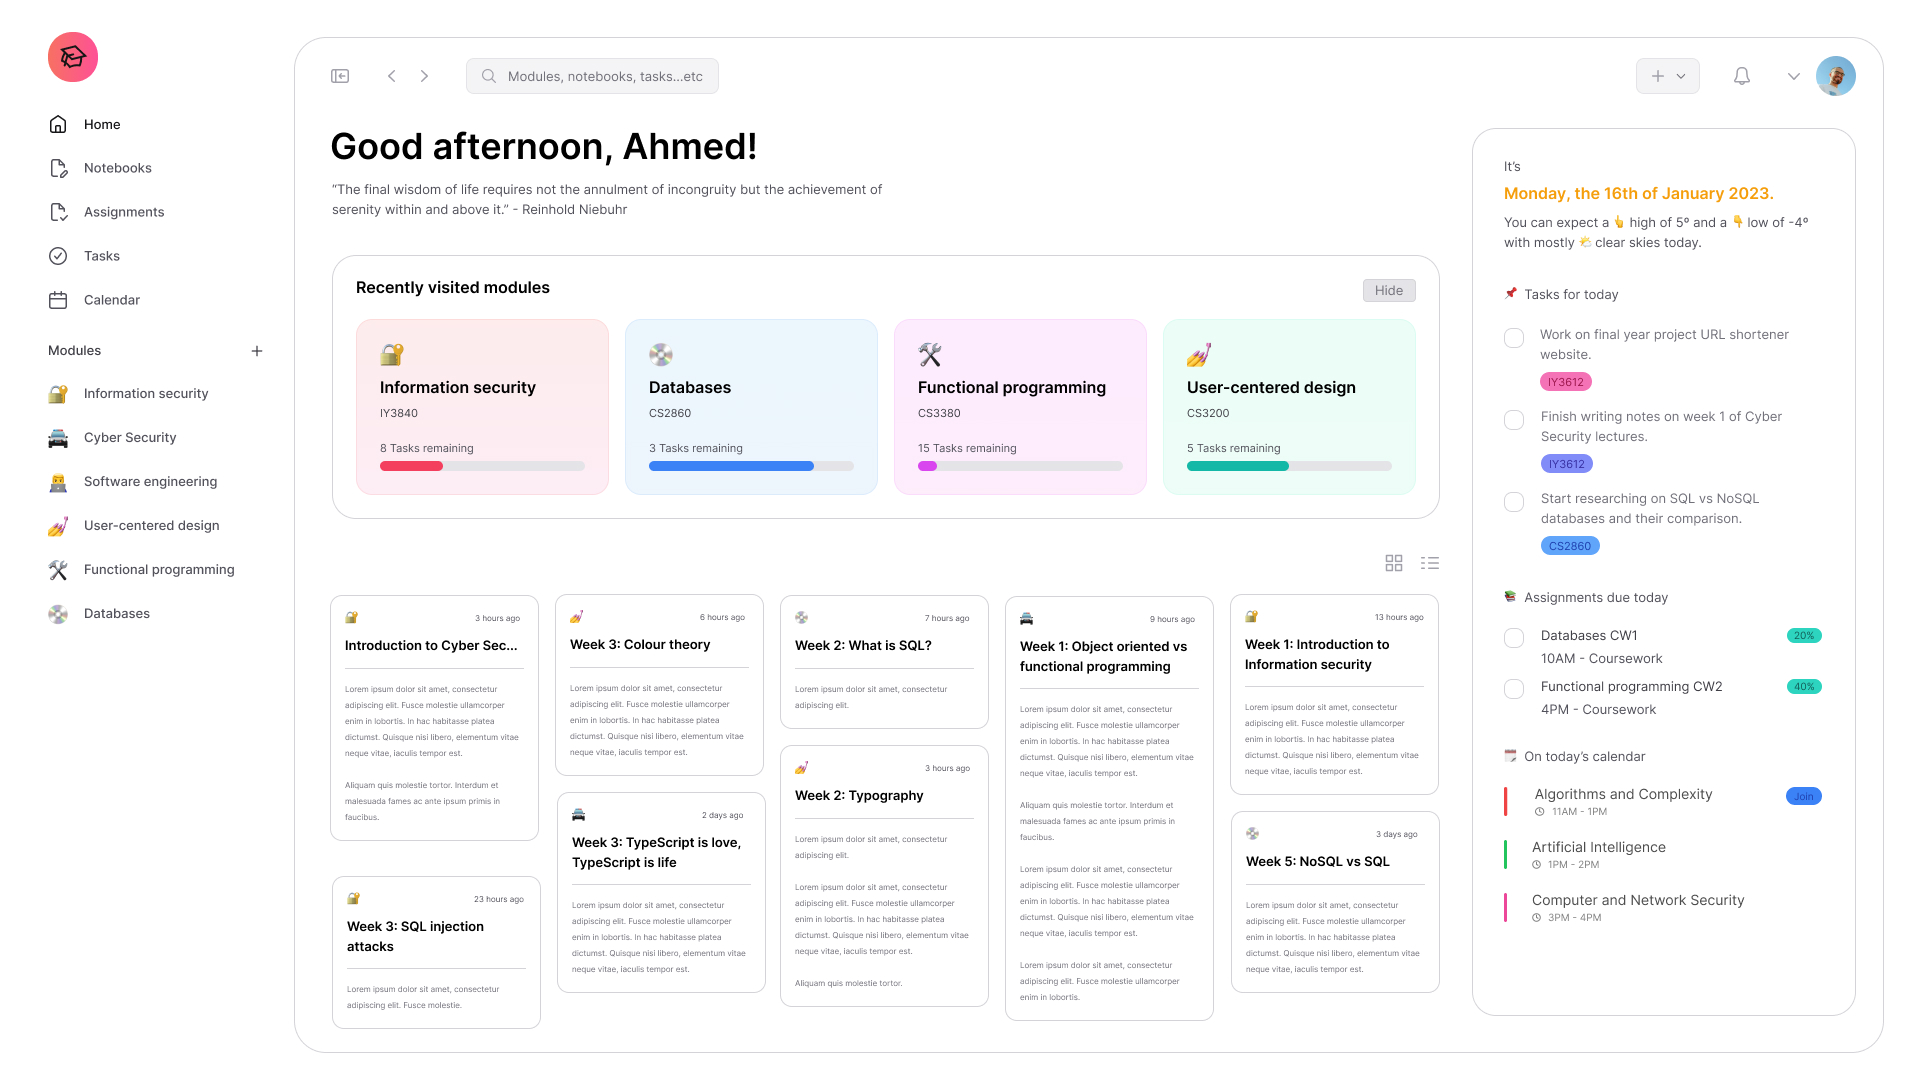 Home
Notebooks
Assignments
Tasks
Calendar
Modules
Information security
Cyber Security
Software engineering
User-centered design
Functional programming
Databases
Modules, notebooks, tasks...etc
Good afternoon, Ahmed!
“The final wisdom of life requires not the annulment of incongruity but the achievement of
serenity within and above it.” - Reinhold Niebuhr
Recently visited modules
Hide
Information security
IY3840
8 Tasks remaining
Databases
CS2860
3 Tasks remaining
Functional programming
CS3380
15 Tasks remaining
User-centered design
CS3200
5 Tasks remaining
3 hours ago
Introduction to Cyber Sec...
Lorem ipsum dolor sit amet, consectetur
adipiscing elit. Fusce molestie ullamcorper
enim in lobortis. In hac habitasse platea
dictumst. Quisque nisi libero, elementum vitae
neque vitae, iaculis tempor est.
Aliquam quis molestie tortor. Interdum et
malesuada fames ac ante ipsum primis in
faucibus.
23 hours ago
Week 3: SQL injection
attacks
Lorem ipsum dolor sit amet, consectetur
adipiscing elit. Fusce molestie.
6 hours ago
Week 3: Colour theory
Lorem ipsum dolor sit amet, consectetur
adipiscing elit. Fusce molestie ullamcorper
enim in lobortis. In hac habitasse platea
dictumst. Quisque nisi libero, elementum vitae
neque vitae, iaculis tempor est.
2 days ago
Week 3: TypeScript is love,
TypeScript is life
Lorem ipsum dolor sit amet, consectetur
adipiscing elit. Fusce molestie ullamcorper
enim in lobortis. In hac habitasse platea
dictumst. Quisque nisi libero, elementum vitae
neque vitae, iaculis tempor est.
7 hours ago
Week 2: What is SQL?
Lorem ipsum dolor sit amet, consectetur
adipiscing elit.
3 hours ago
Week 2: Typography
Lorem ipsum dolor sit amet, consectetur
adipiscing elit.
Lorem ipsum dolor sit amet, consectetur
adipiscing elit. Fusce molestie ullamcorper
enim in lobortis. In hac habitasse platea
dictumst. Quisque nisi libero, elementum vitae
neque vitae, iaculis tempor est.
Aliquam quis molestie tortor.
9 hours ago
Week 1: Object oriented vs
functional programming
Lorem ipsum dolor sit amet, consectetur
adipiscing elit. Fusce molestie ullamcorper
enim in lobortis. In hac habitasse platea
dictumst. Quisque nisi libero, elementum vitae
neque vitae, iaculis tempor est.
Aliquam quis molestie tortor. Interdum et
malesuada fames ac ante ipsum primis in
faucibus.
Lorem ipsum dolor sit amet, consectetur
adipiscing elit. Fusce molestie ullamcorper
enim in lobortis. In hac habitasse platea
dictumst. Quisque nisi libero, elementum vitae
neque vitae, iaculis tempor est.
Lorem ipsum dolor sit amet, consectetur
adipiscing elit. Fusce molestie ullamcorper
enim in lobortis.
13 hours ago
Week 1: Introduction to
Information security
Lorem ipsum dolor sit amet, consectetur
adipiscing elit. Fusce molestie ullamcorper
enim in lobortis. In hac habitasse platea
dictumst. Quisque nisi libero, elementum vitae
neque vitae, iaculis tempor est.
3 days ago
Week 5: NoSQL vs SQL
Lorem ipsum dolor sit amet, consectetur
adipiscing elit. Fusce molestie ullamcorper
enim in lobortis. In hac habitasse platea
dictumst. Quisque nisi libero, elementum vitae
neque vitae, iaculis tempor est.
It’s
Monday, the 16th of January 2023.
You can expect a 👆 high of 5º and a 👇 low of -4º
with mostly 🌤️ clear skies today.
📌 Tasks for today
Work on final year project URL shortener
website.
IY3612
Finish writing notes on week 1 of Cyber
Security lectures.
IY3612
Start researching on SQL vs NoSQL
databases and their comparison.
CS2860
📚 Assignments due today
Databases CW1 20%
10AM - Coursework
Functional programming CW2 40%
4PM - Coursework
On today’s calendar
Algorithms and Complexity Join
11AM - 1PM
Artificial Intelligence
1PM - 2PM
Computer and Network Security
3PM - 4PM